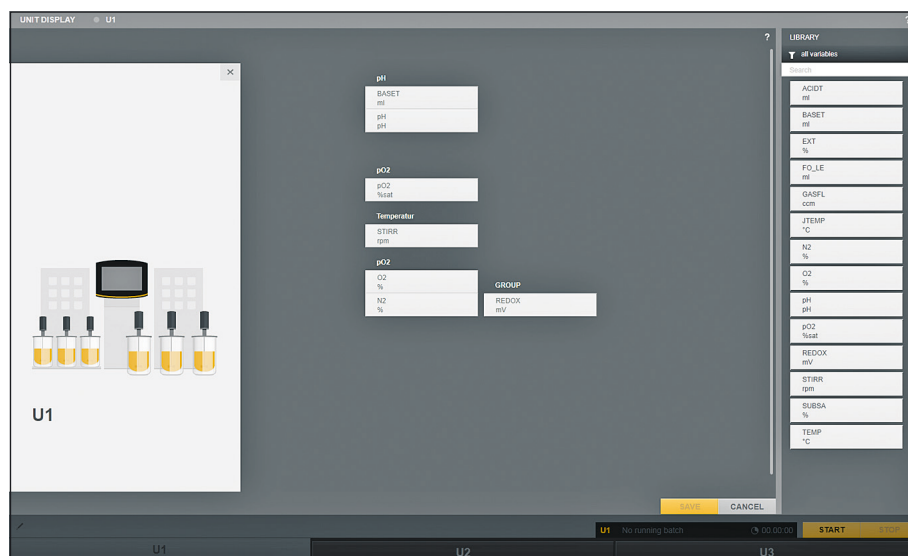 UNIT DISPLAY U1 ?
?
×
pH
BASET
ml
pH
pH
pO2
pO2
%sat
Temperatur
STIRR
rpm
pO2
O2
%
N2
%
GROUP
REDOX
mV
U1
SAVE CANCEL
LIBRARY
all variables
Search
ACIDT
ml
BASET
ml
EXT
%
FO_LE
ml
GASFL
ccm
JTEMP
°C
N2
%
O2
%
pH
pH
pO2
%sat
REDOX
mV
STIRR
rpm
SUBSA
%
TEMP
°C
U1 No running batch 00:00:00 START STOP
U1 U2 U3